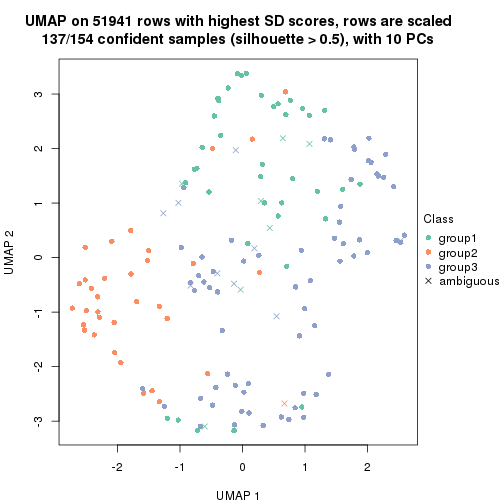 UMAP on 51941 rows with highest SD scores, rows are scaled
137/154 confident samples (silhouette > 0.5), with 10 PCs
3
2
1
0
-1
-2
-3
UMAP 2
-2
-1
0
1
2
UMAP 1
Class
group1
group2
group3
ambiguous